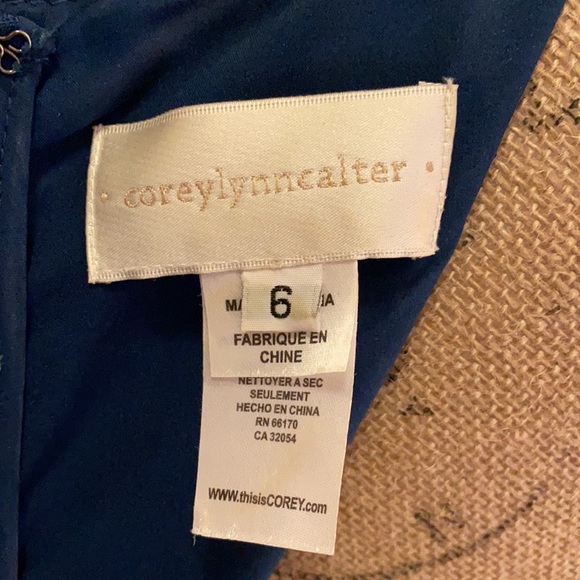 • coreylynncalter •
6
FABRIQUE EN
CHINE
NETTOYER A SEC
SEULEMENT
HECHO EN CHINA
RN 66170
CA 32054
WWW.thisisCOREY.com